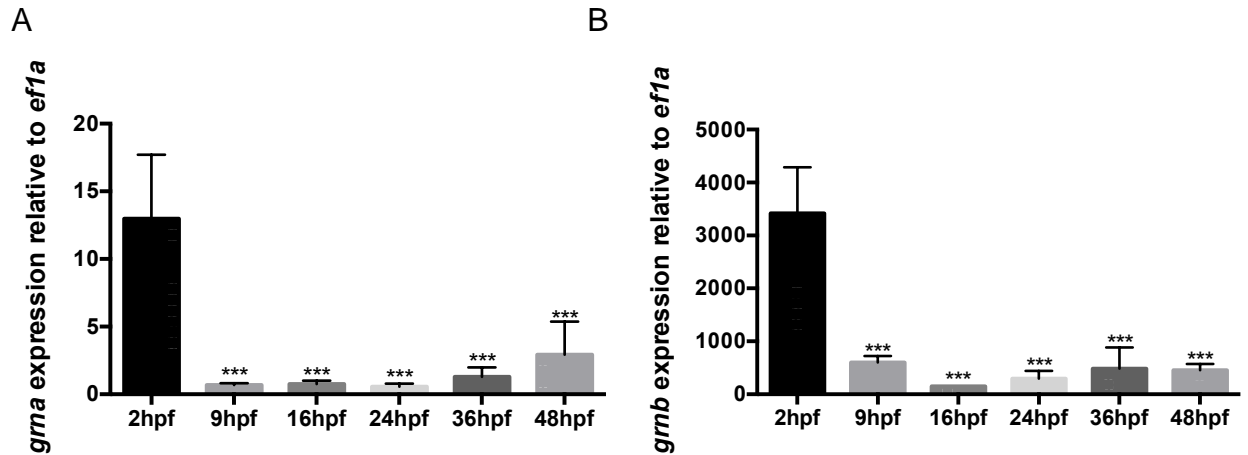 A
B
grna expression relative to ef1a
20
15
10
5
0
***
***
***
***
***
2hpf
9hpf
16hpf
24hpf
36hpf
48hpf
grnb expression relative to ef1a
5000
4000
3000
2000
1000
0
***
***
***
***
***
2hpf
9hpf
16hpf
24hpf
36hpf
48hpf